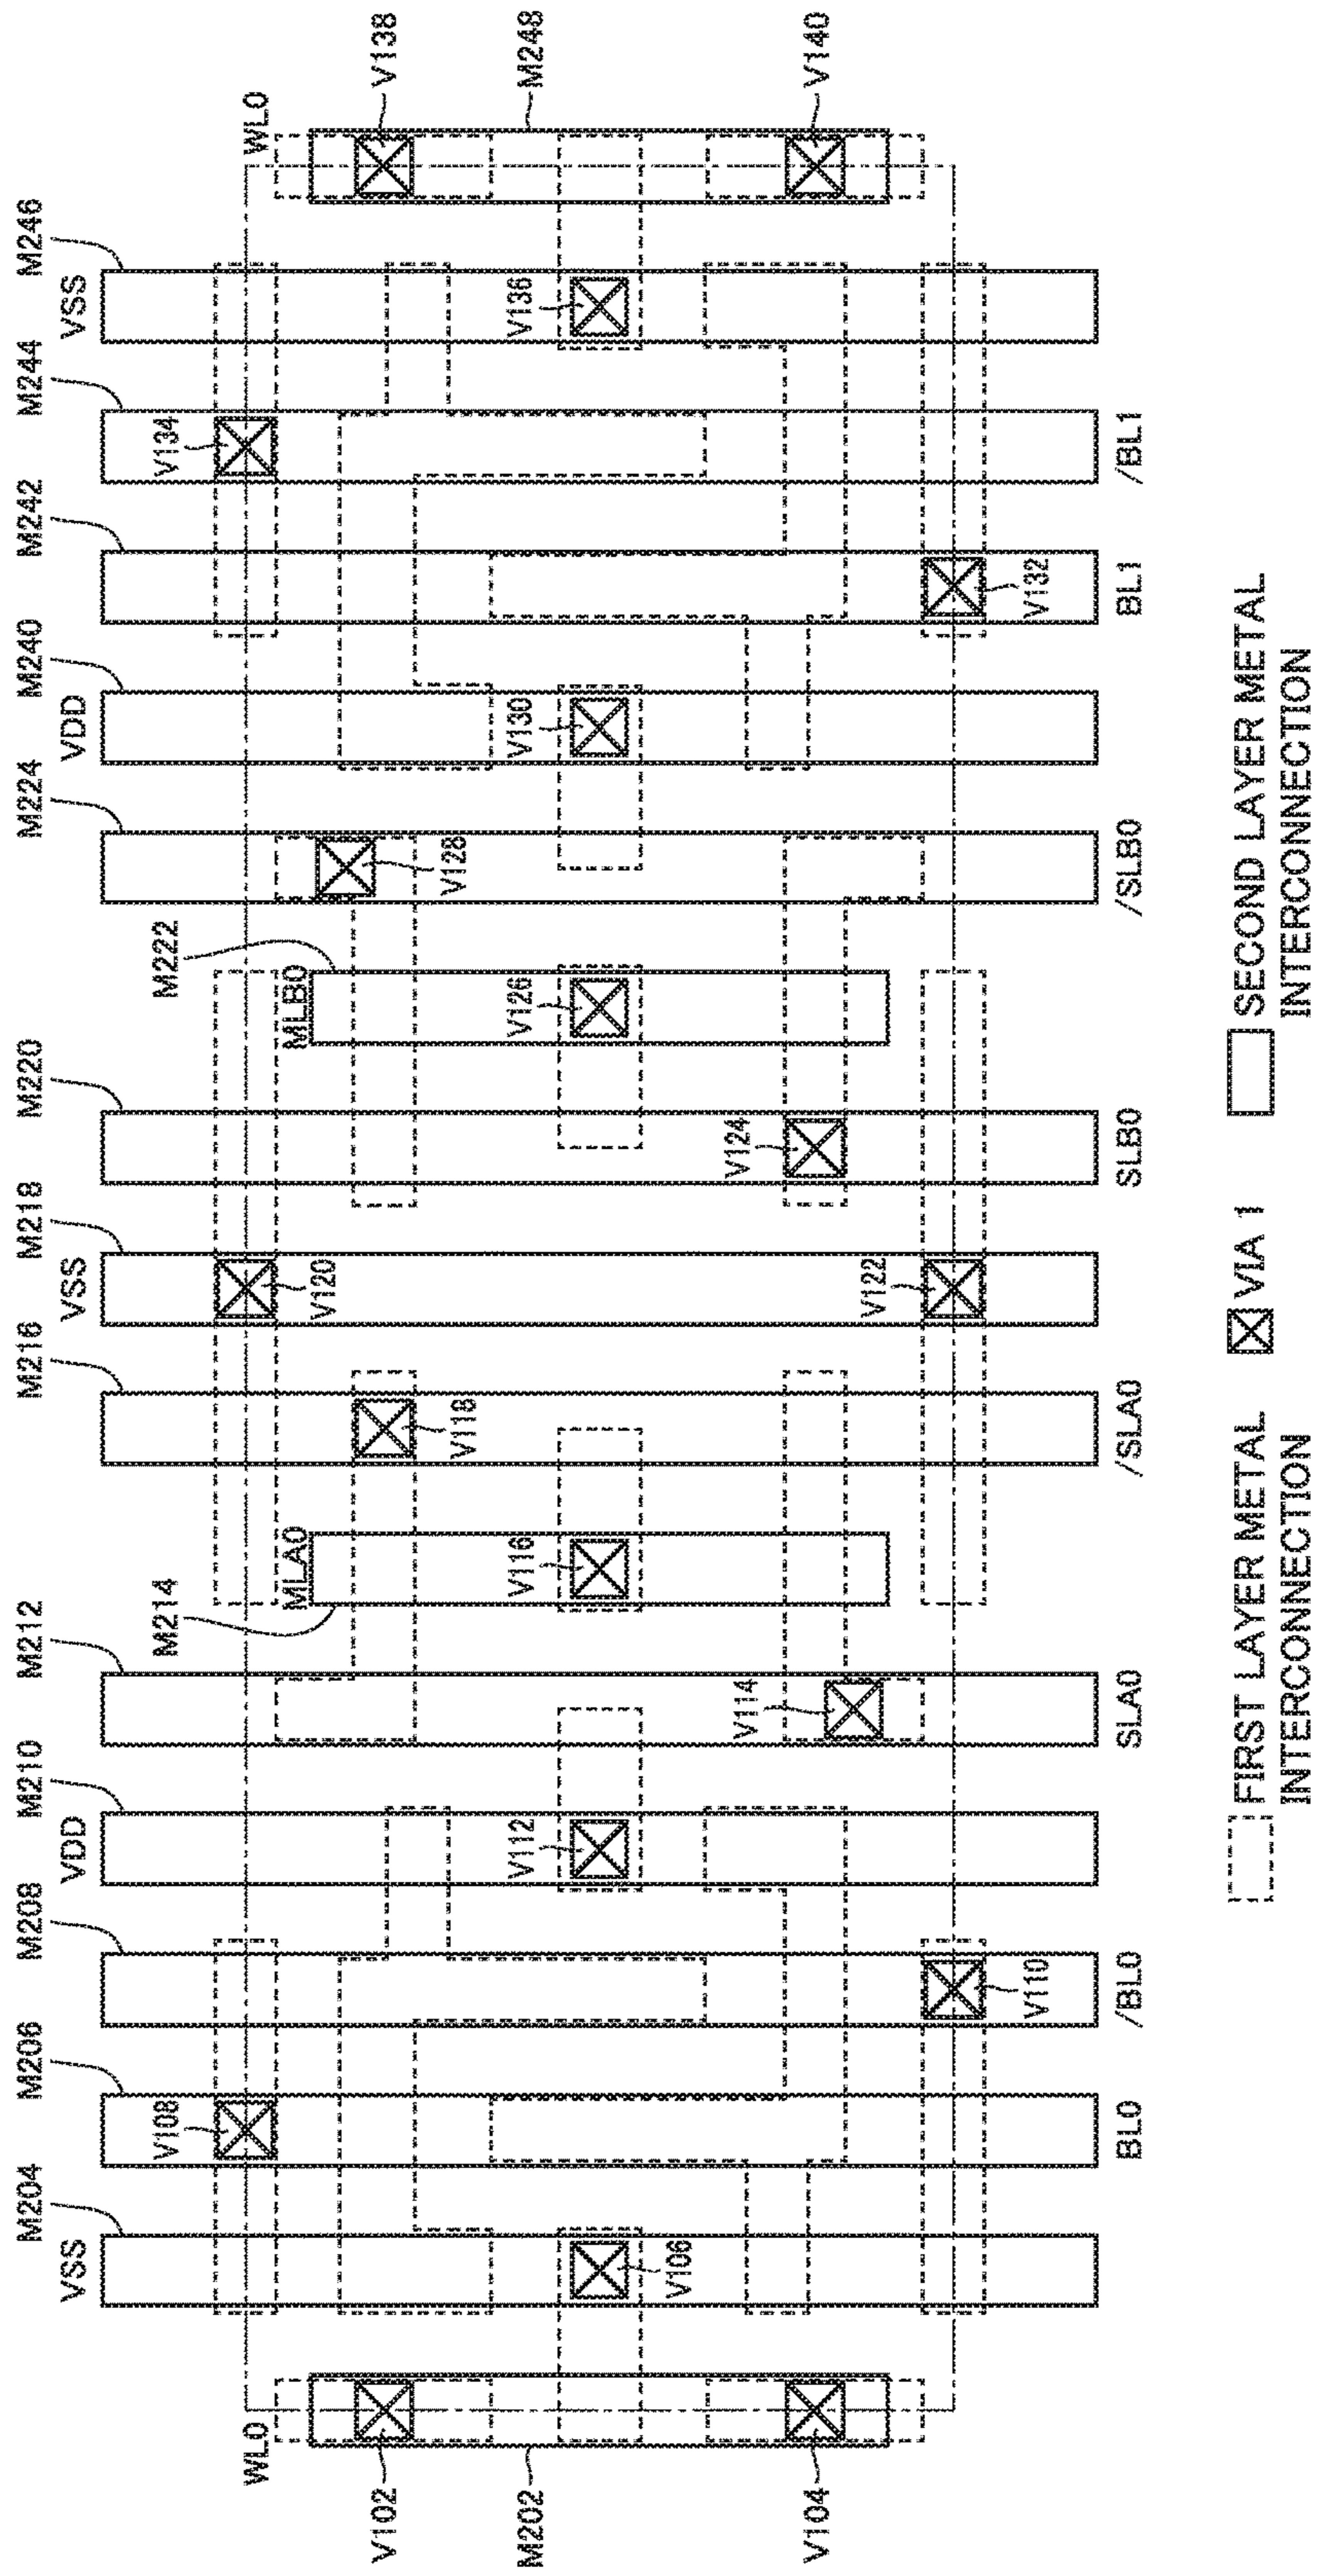 WL0
V102
M202
V104
M204
VSS
V106
M206
V108
BL0
M208
V110
/BL0
M210
VDD
V112
M212
V114
SLA0
M214
MLA0
V116
M216
V118
/SLA0
M218
VSS
V120
V122
M220
V124
SLB0
M222
MLB0
V126
M224
V128
/SLB0
M240
VDD
V130
M242
V132
BL1
M244
V134
/BL1
M246
VSS
V136
WL0
V138
M248
V140
FIRST LAYER METAL
INTERCONNECTION
VIA 1
SECOND LAYER METAL
INTERCONNECTION